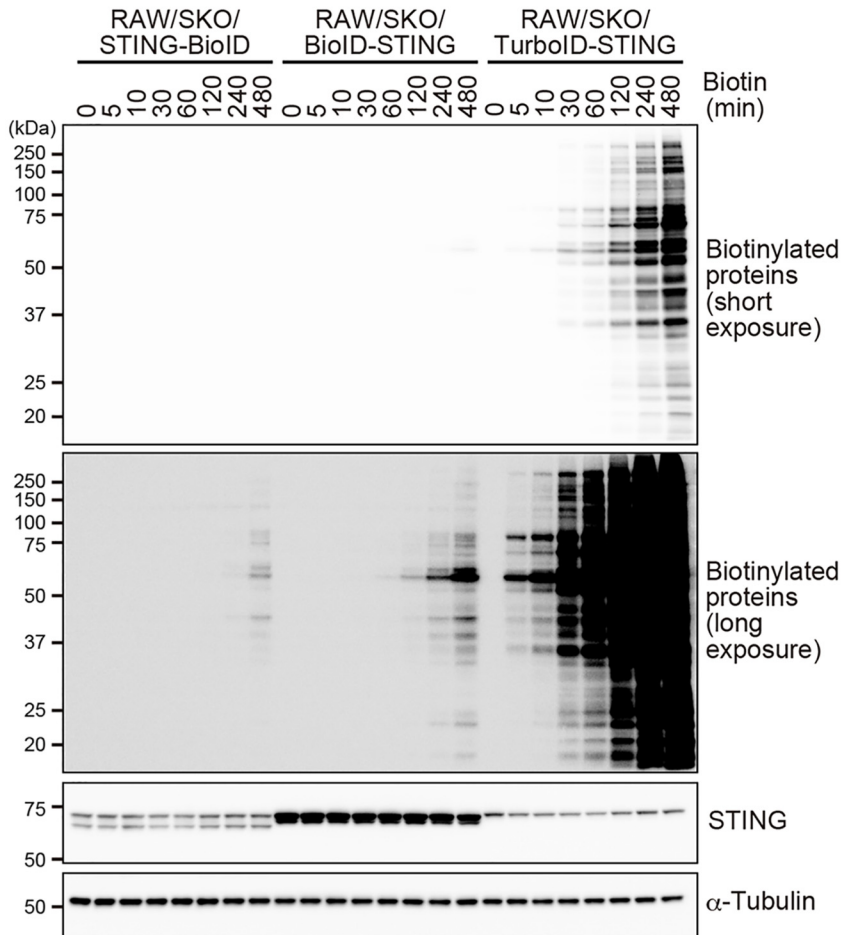 RAW/SKO/
STING-BioID
RAW/SKO/
BioID-STING
RAW/SKO/
TurboID-STING
0 5 10 30 60 120 240 480 0 5 10 30 60 120 240 480 0 5 10 30 60 120 240 480
Biotin
(min)
(kDa)
250
150
100
75
50
37
25
20
Biotinylated
proteins
(short
exposure)
250
150
100
75
50
37
25
20
Biotinylated
proteins
(long
exposure)
75
50
STING
50
α-Tubulin